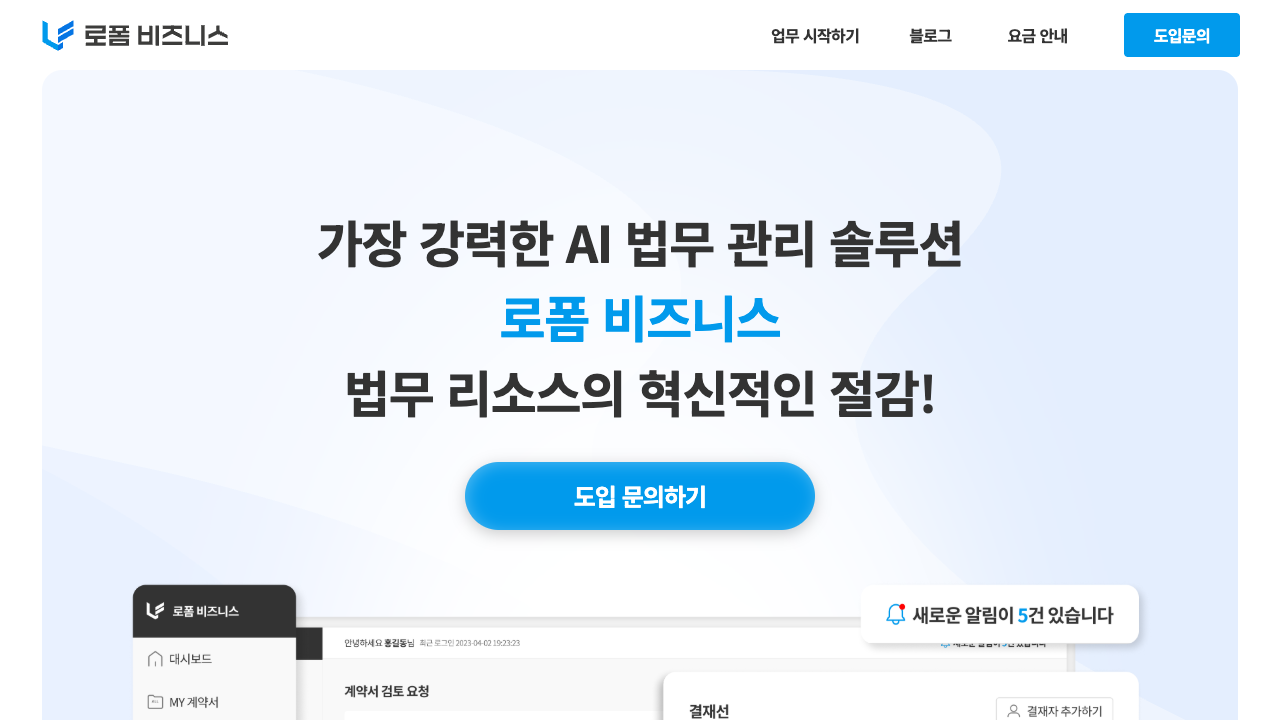 로폼 비즈니스
업무 시작하기
블로그
요금 안내
도입문의
가장 강력한 AI 법무 관리 솔루션
로폼 비즈니스
법무 리소스의 혁신적인 절감!
도입 문의하기
로폼 비즈니스
새로운 알림이 5건 있습니다
안녕하세요 홍길동님 최근 로그인 2023-04-02 19:23:23
대시보드
계약서 검토 요청
MY 계약서
결재선
결재자 추가하기